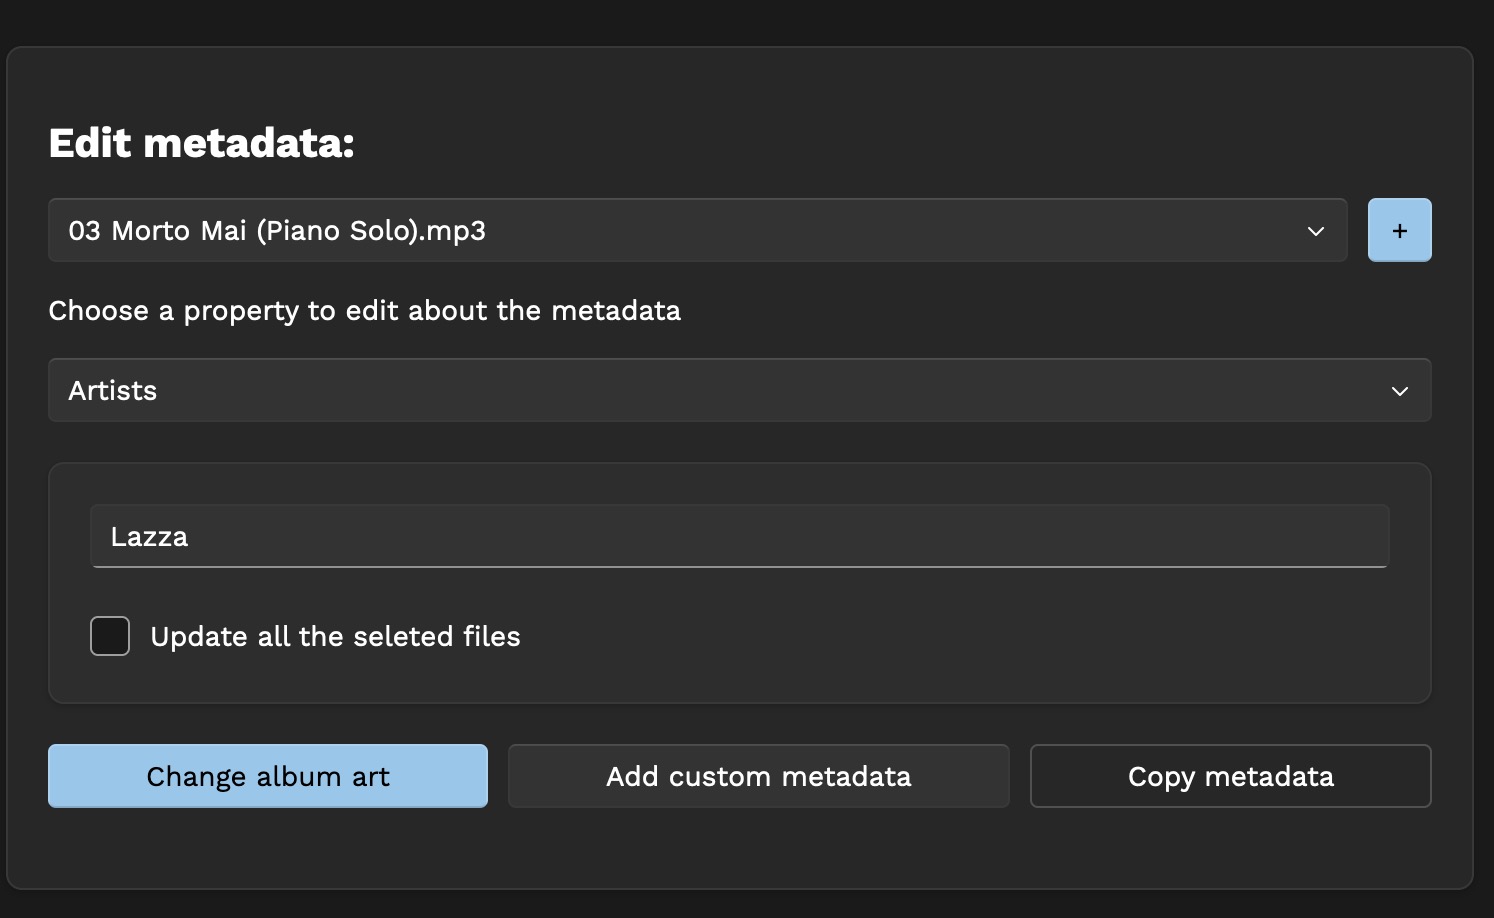 Edit metadata:
03 Morto Mai (Piano Solo).mp3
+
Choose a property to edit about the metadata
Artists
Lazza
Update all the seleted files
Change album art
Add custom metadata
Copy metadata